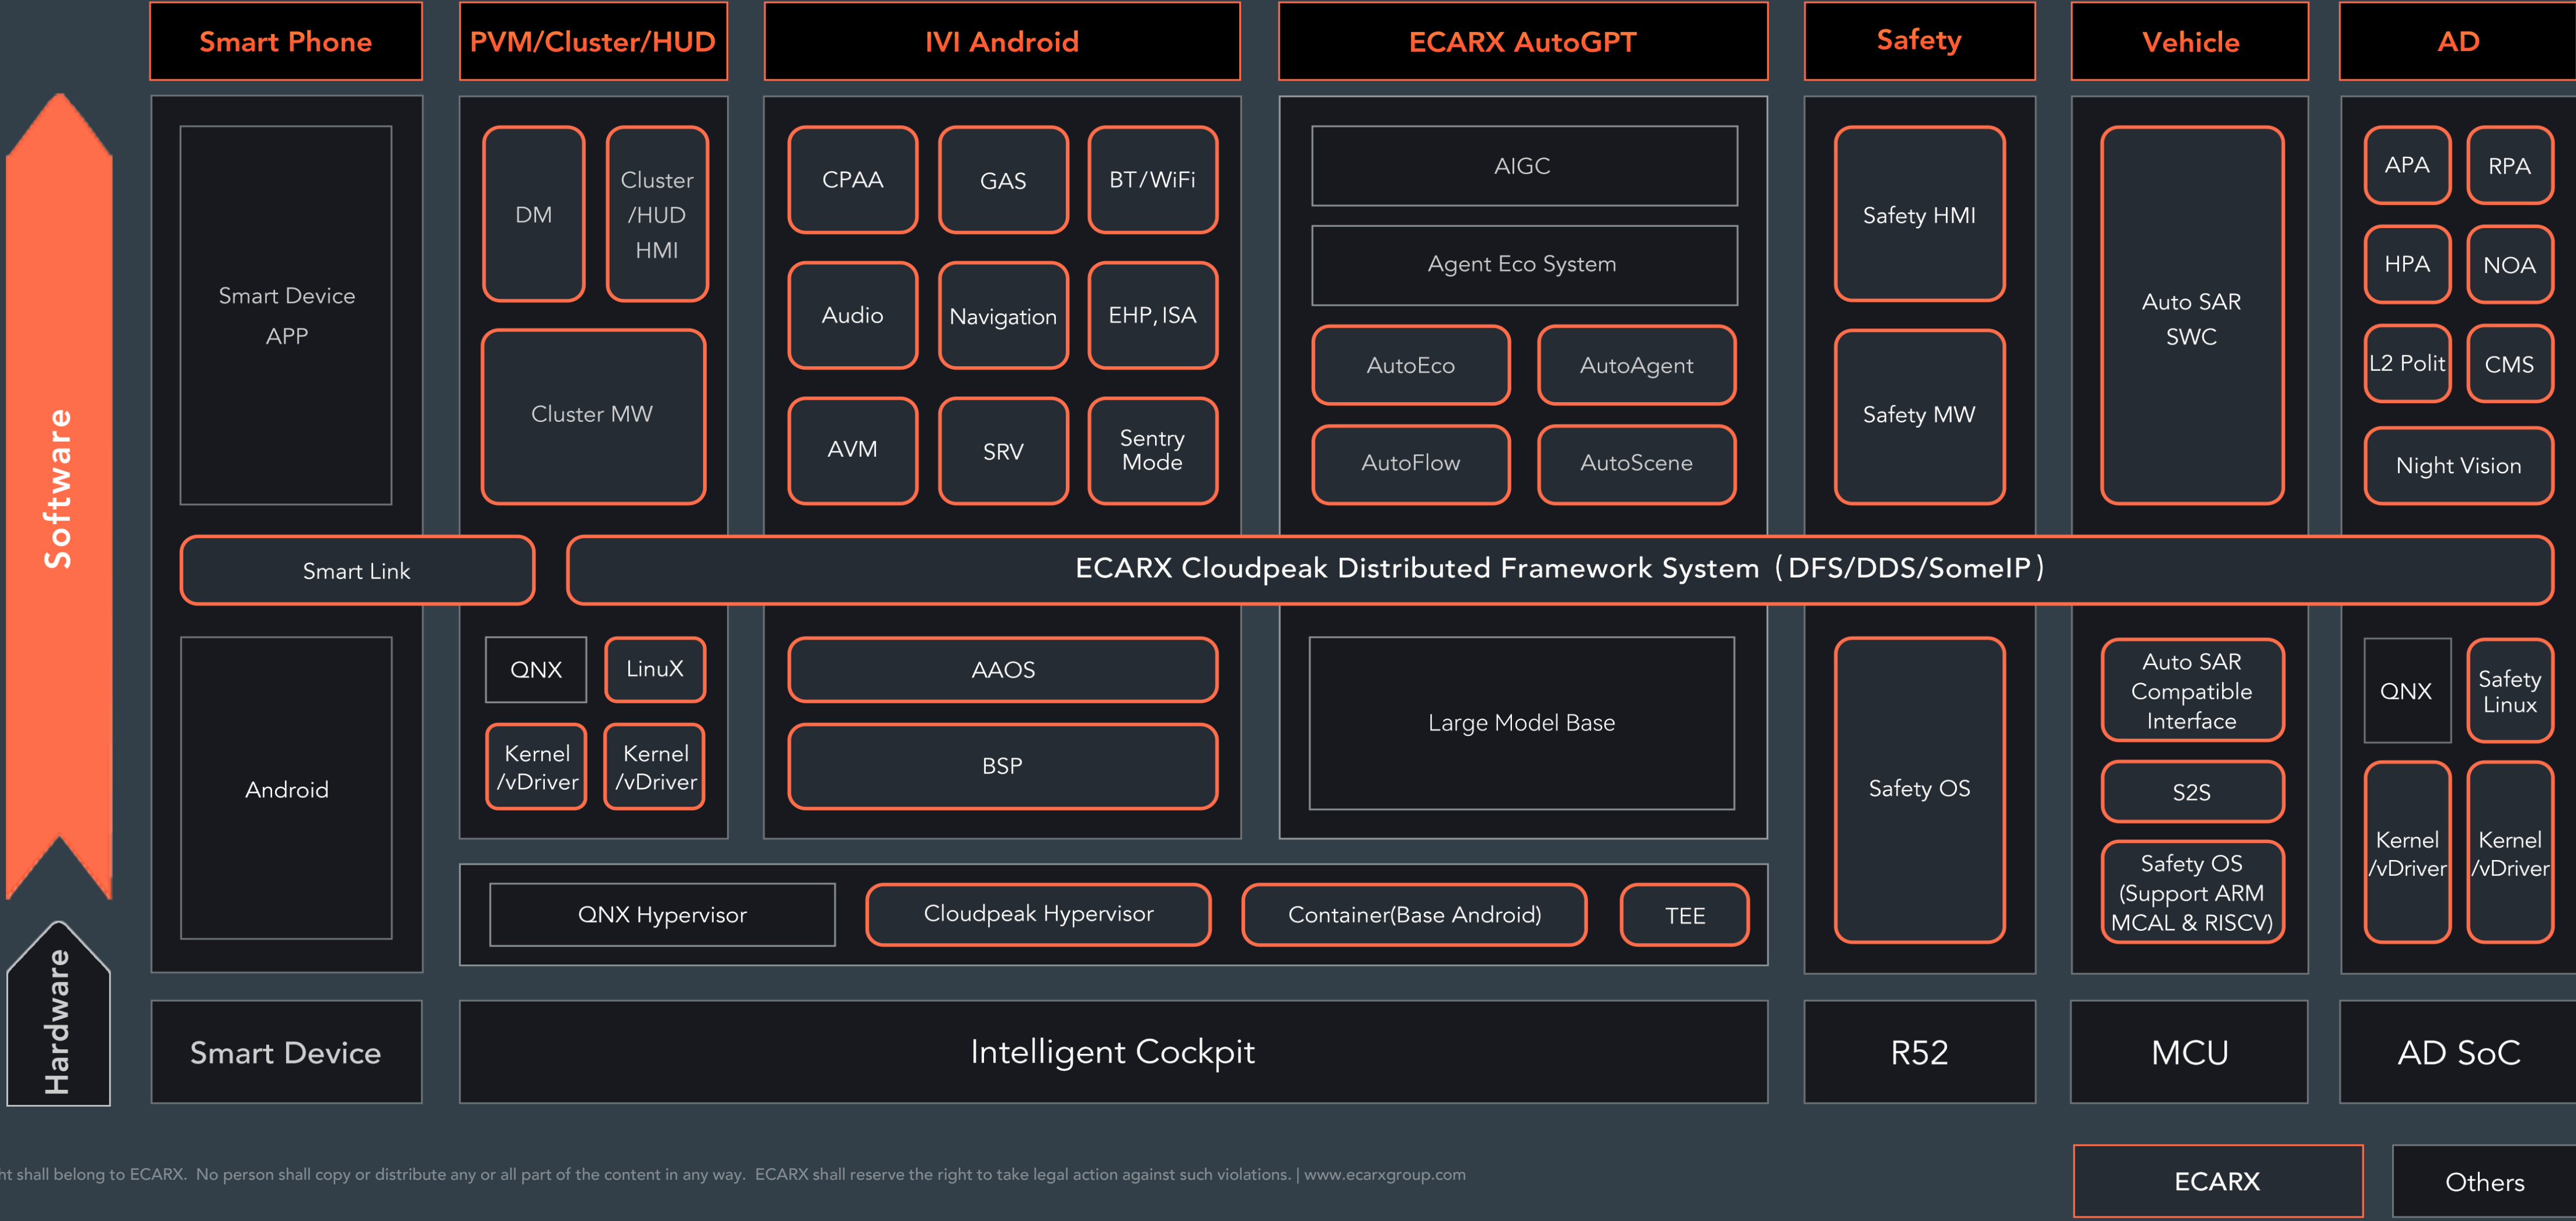 Smart Phone
PVM/Cluster/HUD
IVI Android
ECARX AutoGPT
Safety
Vehicle
AD
Software
Hardware
Smart Device
APP
DM
Cluster
/HUD
HMI
Cluster MW
CPAA
GAS
BT/WiFi
Audio
Navigation
EHP, ISA
AVM
SRV
Sentry
Mode
AIGC
Agent Eco System
AutoEco
AutoAgent
AutoFlow
AutoScene
Safety HMI
Safety MW
Auto SAR
SWC
APA
RPA
HPA
NOA
L2 Polit
CMS
Night Vision
Smart Link
ECARX Cloudpeak Distributed Framework System (DFS/DDS/SomeIP)
Android
QNX
LinuX
Kernel
/vDriver
Kernel
/vDriver
AAOS
BSP
Large Model Base
Safety OS
Auto SAR
Compatible
Interface
S2S
Safety OS
(Support ARM
MCAL & RISCV)
QNX
Safety
Linux
Kernel
/vDriver
Kernel
/vDriver
QNX Hypervisor
Cloudpeak Hypervisor
Container(Base Android)
TEE
Smart Device
Intelligent Cockpit
R52
MCU
AD SoC
ht shall belong to ECARX. No person shall copy or distribute any or all part of the content in any way. ECARX shall reserve the right to take legal action against such violations. | www.ecarxgroup.com
ECARX
Others